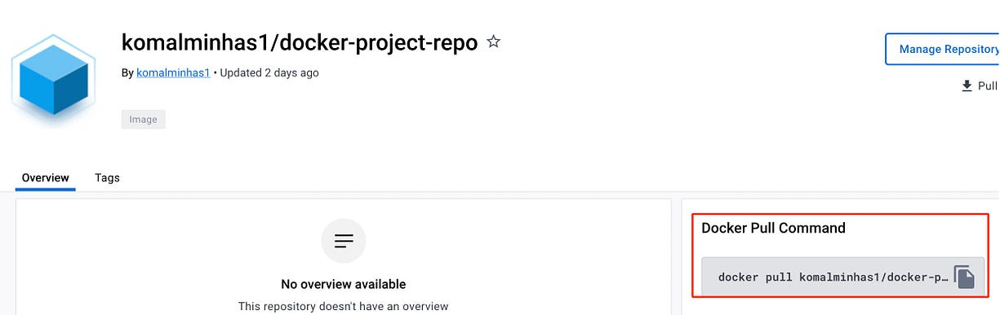 komalminhas1/docker-project-repo
Manage Repository
By komalminhas1 • Updated 2 days ago
Pull
Image
Overview Tags
Docker Pull Command
docker pull komalminhas1/docker-p…
No overview available
This repository doesn't have an overview